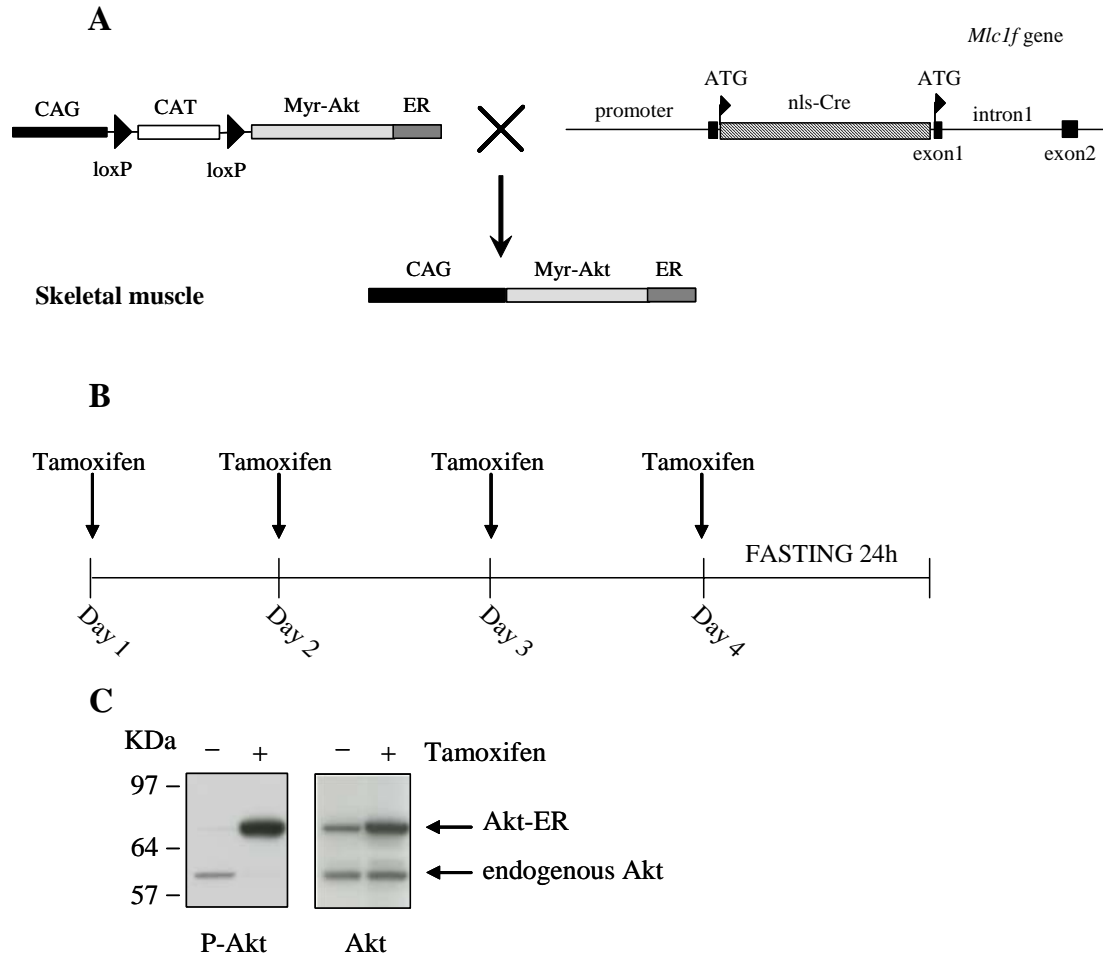 A
Mlc1f gene
CAG
CAT
Myr-Akt
ER
loxP
loxP
promoter
ATG
nls-Cre
ATG
intron1
exon1
exon2
Skeletal muscle
CAG
Myr-Akt
ER
B
Tamoxifen
Tamoxifen
Tamoxifen
Tamoxifen
FASTING 24h
Day 1
Day 2
Day 3
Day 4
C
KDa
– + – + Tamoxifen
97 –
64 –
57 –
Akt-ER
endogenous Akt
P-Akt
Akt